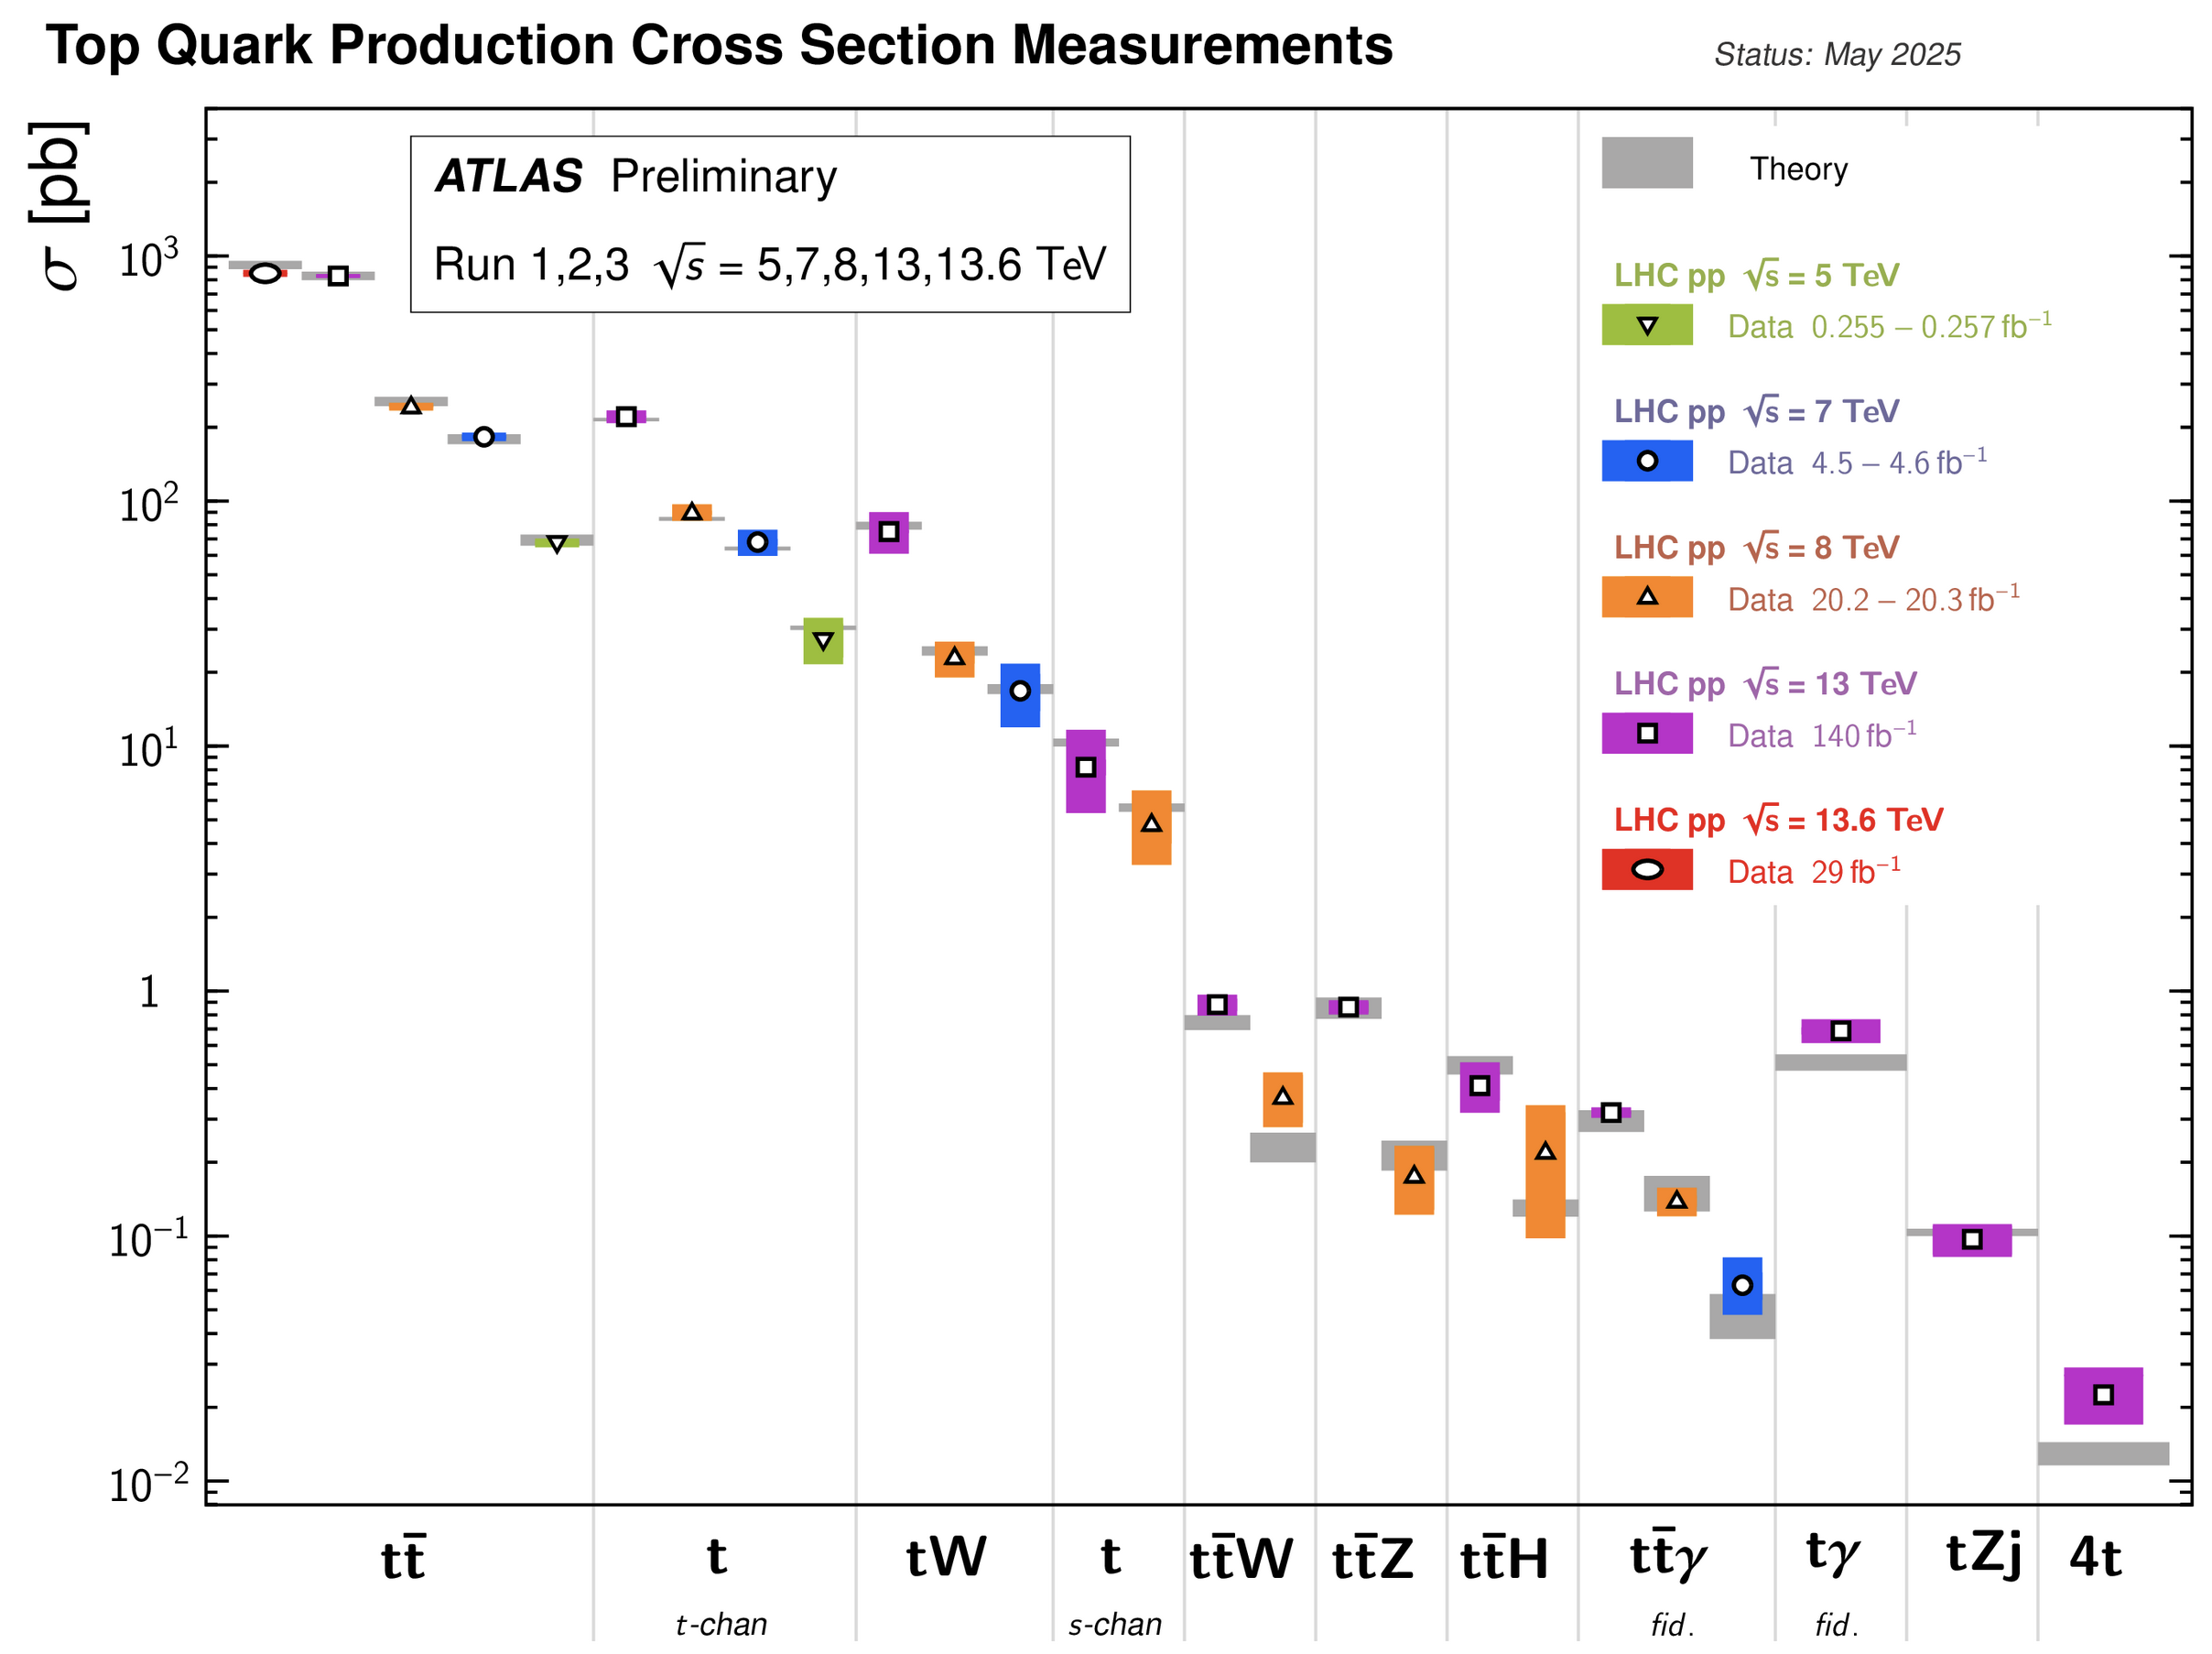 Top Quark Production Cross Section Measurements
Status: May 2025
σ [pb]
ATLAS Preliminary
Run 1,2,3 √s = 5,7,8,13,13.6 TeV
Theory
LHC pp √s = 5 TeV
Data 0.255 − 0.257 fb⁻¹
LHC pp √s = 7 TeV
Data 4.5 − 4.6 fb⁻¹
LHC pp √s = 8 TeV
Data 20.2 − 20.3 fb⁻¹
LHC pp √s = 13 TeV
Data 140 fb⁻¹
LHC pp √s = 13.6 TeV
Data 29 fb⁻¹
10³
10²
10¹
1
10⁻¹
10⁻²
tt̄ t tW t tt̄W tt̄Z tt̄H tt̄γ tγ tZj 4t
t-chan s-chan fid. fid.